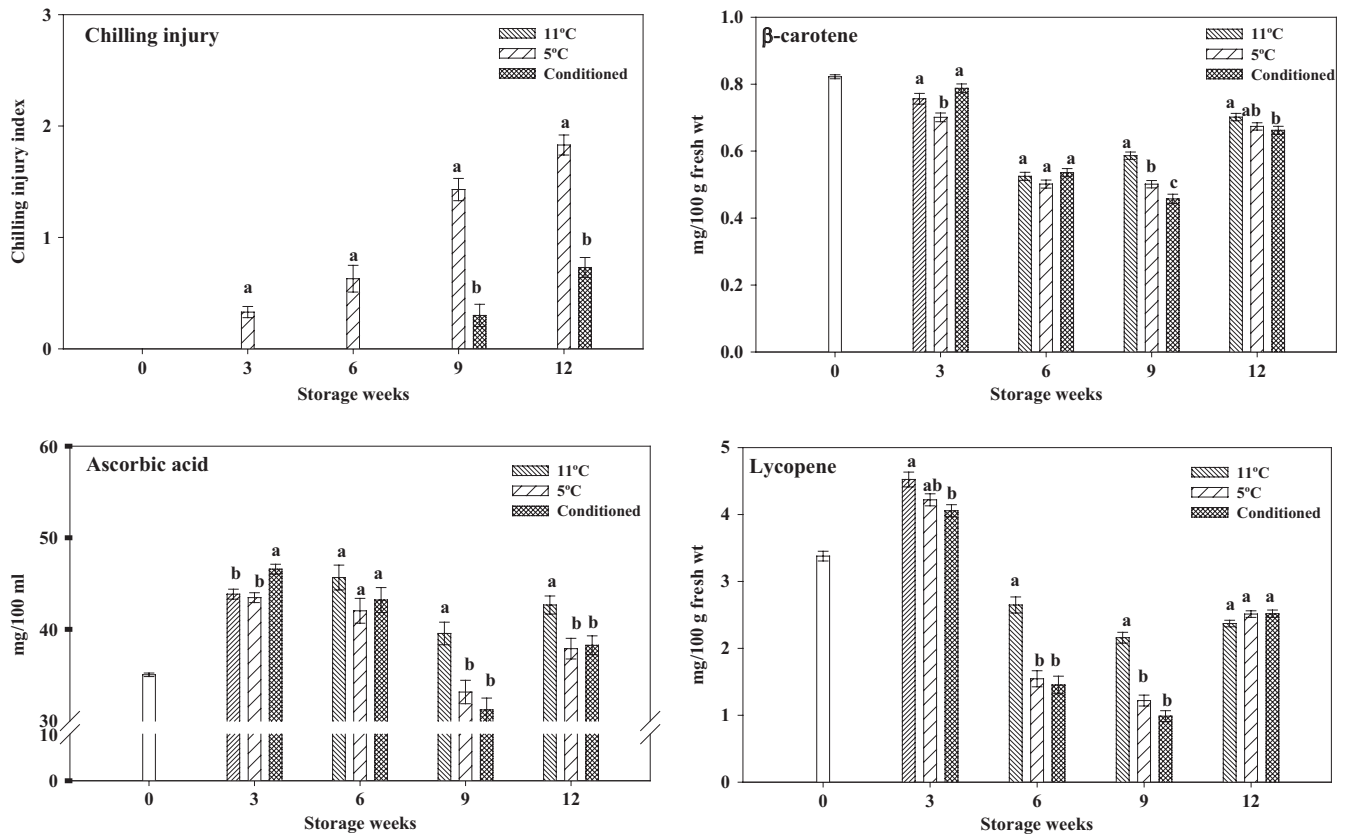 Chilling injury
11ºC
5ºC
Conditioned
Chilling injury index
3
2
1
0
a
a
a
b
a
b
0 3 6 9 12
Storage weeks
β-carotene
11ºC
5ºC
Conditioned
mg/100 g fresh wt
1.0
0.8
0.6
0.4
0.2
0.0
a b a
a a a
a b c
a ab b
0 3 6 9 12
Storage weeks
Ascorbic acid
11ºC
5ºC
Conditioned
mg/100 ml
60
50
40
30
10
0
b b a
a a a
a b b
a b b
0 3 6 9 12
Storage weeks
Lycopene
11ºC
5ºC
Conditioned
mg/100 g fresh wt
5
4
3
2
1
0
a ab b
a b b
a b b
a a a
0 3 6 9 12
Storage weeks